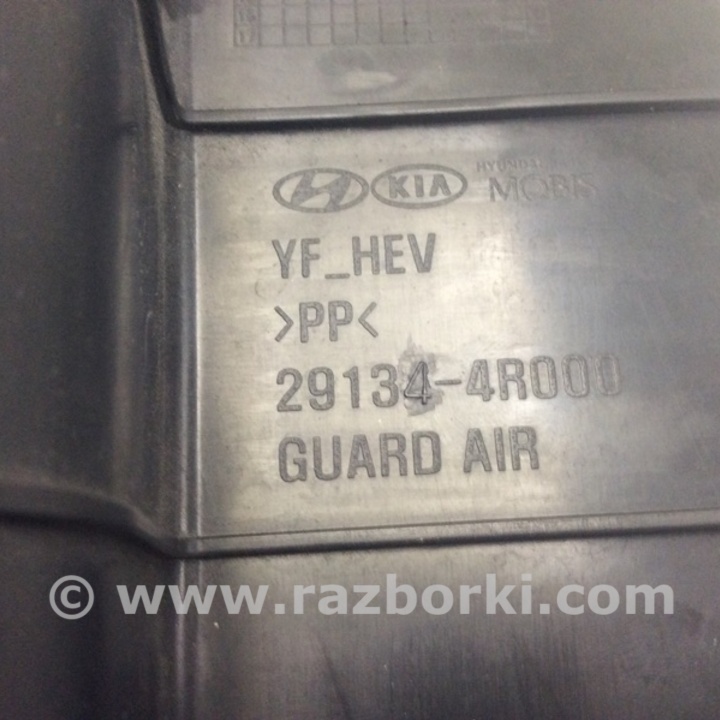 HYUNDAI
KIA MOBIS
YF_HEV
>PP<
29134-4R000
GUARD AIR
© www.razborki.com